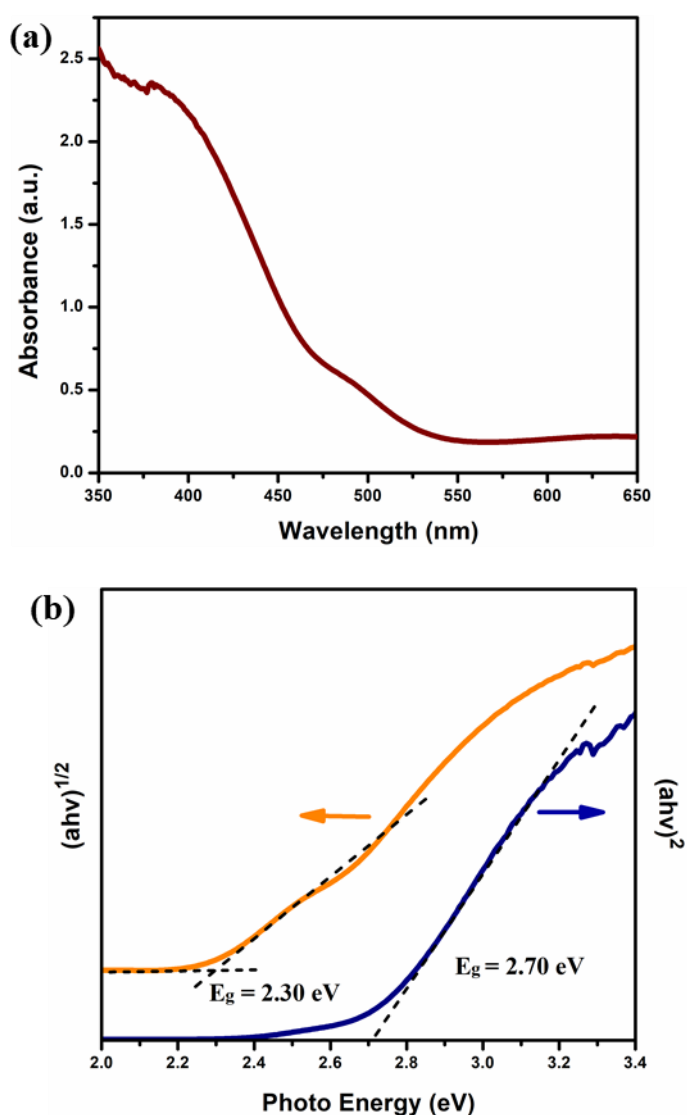 (a)
2.5
2.0
1.5
1.0
0.5
0.0
Absorbance (a.u.)
350 400 450 500 550 600 650
Wavelength (nm)
(b)
(ahv)1/2
(ahv)2
Eg = 2.30 eV
Eg = 2.70 eV
2.0 2.2 2.4 2.6 2.8 3.0 3.2 3.4
Photo Energy (eV)